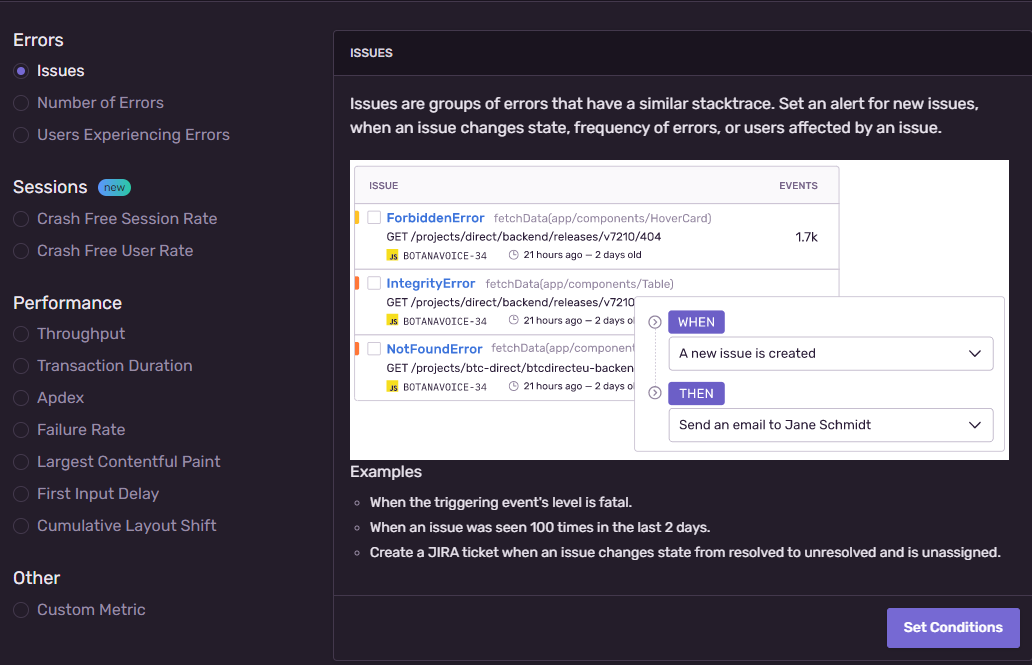 Errors
Issues
Number of Errors
Users Experiencing Errors
Sessions new
Crash Free Session Rate
Crash Free User Rate
Performance
Throughput
Transaction Duration
Apdex
Failure Rate
Largest Contentful Paint
First Input Delay
Cumulative Layout Shift
Other
Custom Metric
ISSUES
Issues are groups of errors that have a similar stacktrace. Set an alert for new issues,
when an issue changes state, frequency of errors, or users affected by an issue.
ISSUE EVENTS
ForbiddenError fetchData(app/components/HoverCard)
GET /projects/direct/backend/releases/v7210/404 1.7k
JS BOTANAVOICE-34 21 hours ago – 2 days old
IntegrityError fetchData(app/components/Table)
GET /projects/direct/backend/releases/v7210
JS BOTANAVOICE-34 21 hours ago – 2 days
NotFoundError fetchData(app/component
GET /projects/btc-direct/btcdirecteu-backen
JS BOTANAVOICE-34 21 hours ago – 2 days
WHEN
A new issue is created
THEN
Send an email to Jane Schmidt
Examples
When the triggering event's level is fatal.
When an issue was seen 100 times in the last 2 days.
Create a JIRA ticket when an issue changes state from resolved to unresolved and is unassigned.
Set Conditions